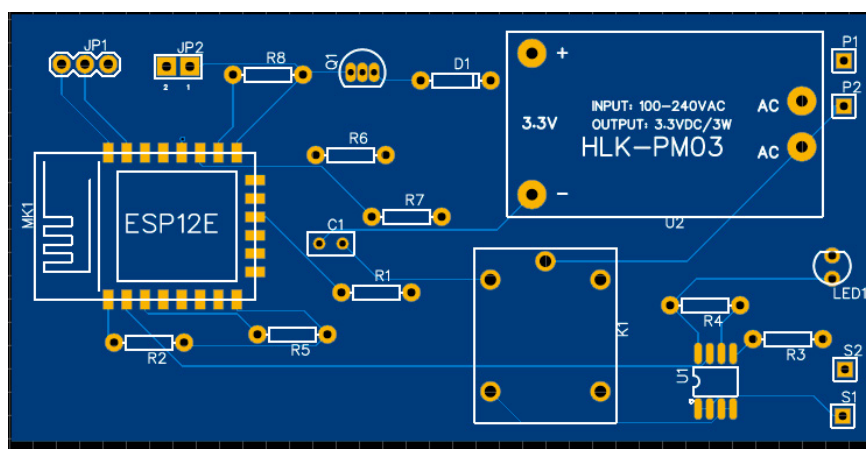 JP1
JP2
2 1
R8
Q1
D1
P1
P2
+
3.3V
-
INPUT: 100-240VAC
OUTPUT: 3.3VDC/3W
HLK-PM03
AC
AC
U2
R6
R7
MK1
ESP12E
C1
R1
R2
R5
K1
LED1
R4
R3
U1
S2
S1